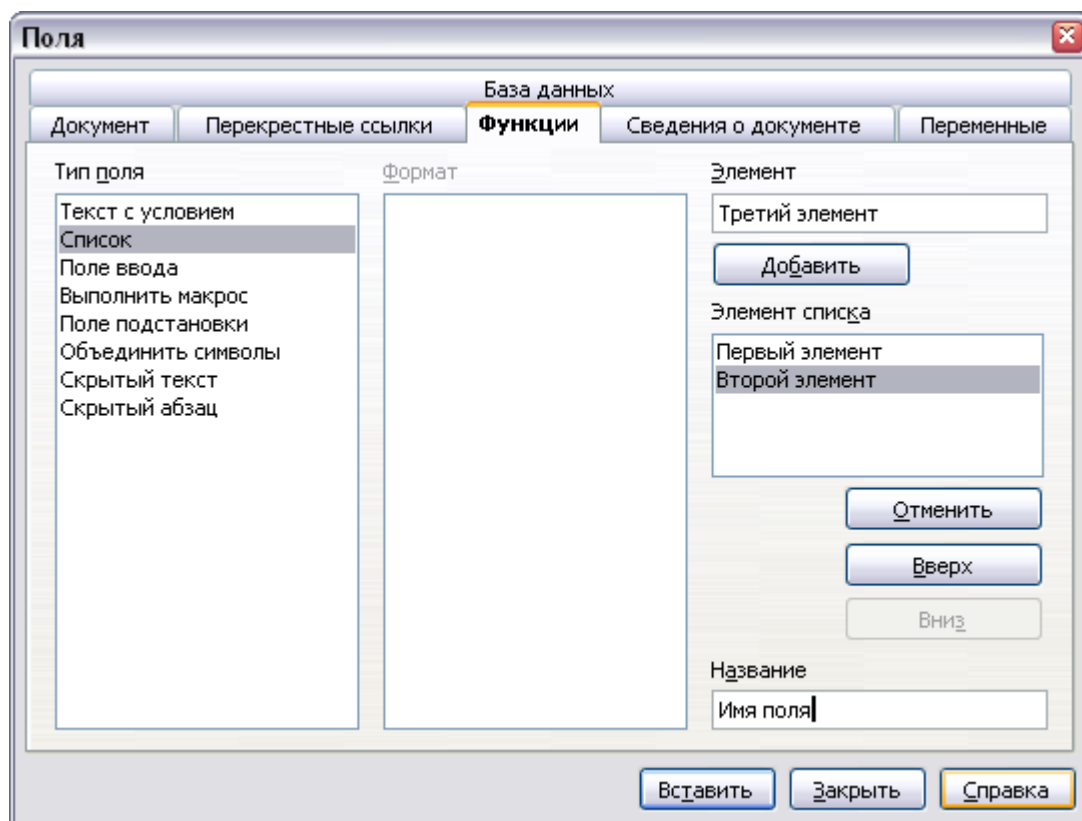 Поля
База данных
Документ
Перекрестные ссылки
Функции
Сведения о документе
Переменные
Тип поля
Текст с условием
Список
Поле ввода
Выполнить макрос
Поле подстановки
Объединить символы
Скрытый текст
Скрытый абзац
Формат
Элемент
Третий элемент
Добавить
Элемент списка
Первый элемент
Второй элемент
Отменить
Вверх
Вниз
Название
Имя поля
Вставить
Закрыть
Справка